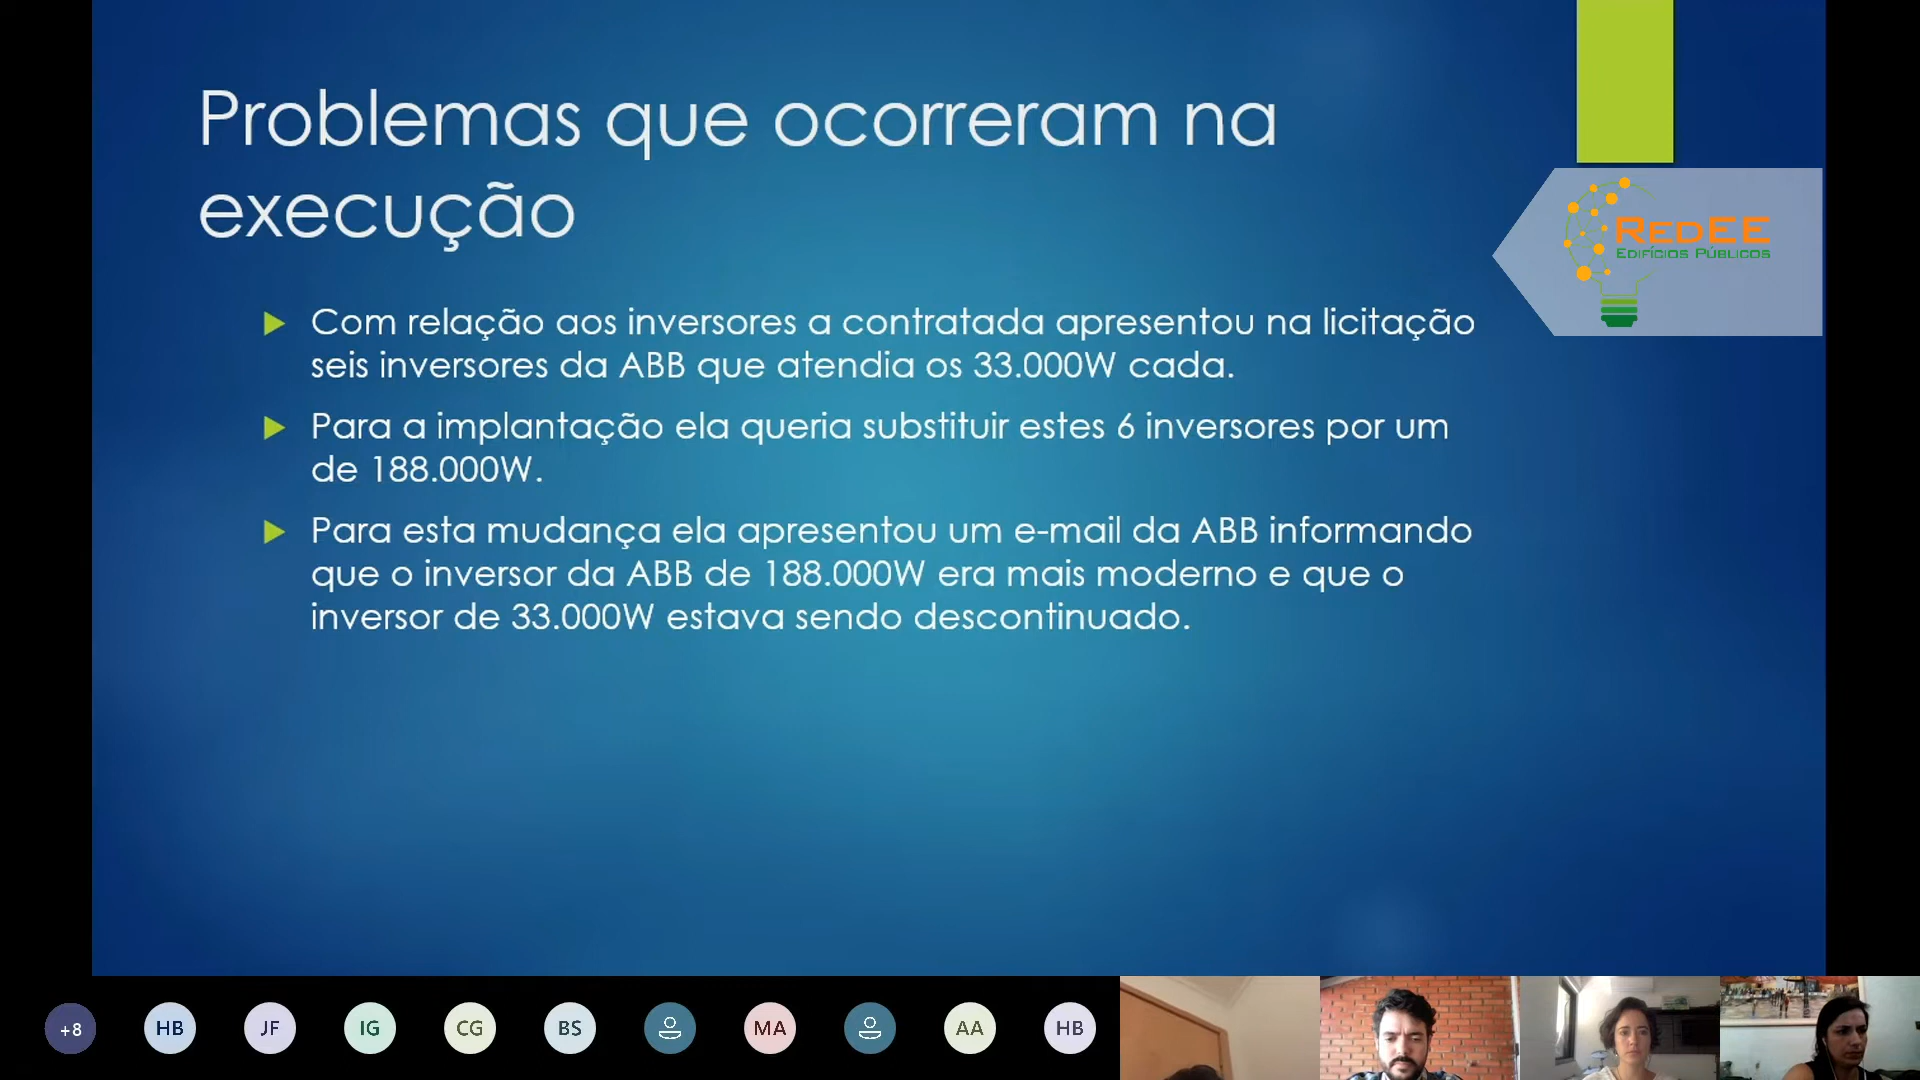 Problemas que ocorreram na
execução
REDEE
EDIFÍCIOS PÚBLICOS
Com relação aos inversores a contratada apresentou na licitação
seis inversores da ABB que atendia os 33.000W cada.
Para a implantação ela queria substituir estes 6 inversores por um
de 188.000W.
Para esta mudança ela apresentou um e-mail da ABB informando
que o inversor da ABB de 188.000W era mais moderno e que o
inversor de 33.000W estava sendo descontinuado.
+8 HB JF IG CG BS MA AA HB